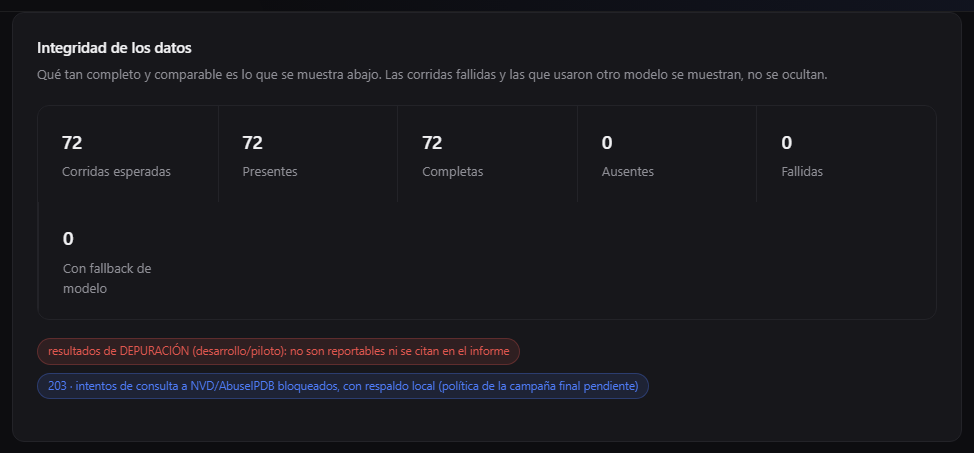 Integridad de los datos
Qué tan completo y comparable es lo que se muestra abajo. Las corridas fallidas y las que usaron otro modelo se muestran, no se ocultan.
72
Corridas esperadas
72
Presentes
72
Completas
0
Ausentes
0
Fallidas
0
Con fallback de
modelo
resultados de DEPURACIÓN (desarrollo/piloto): no son reportables ni se citan en el informe
203 · intentos de consulta a NVD/AbuseIPDB bloqueados, con respaldo local (política de la campaña final pendiente)